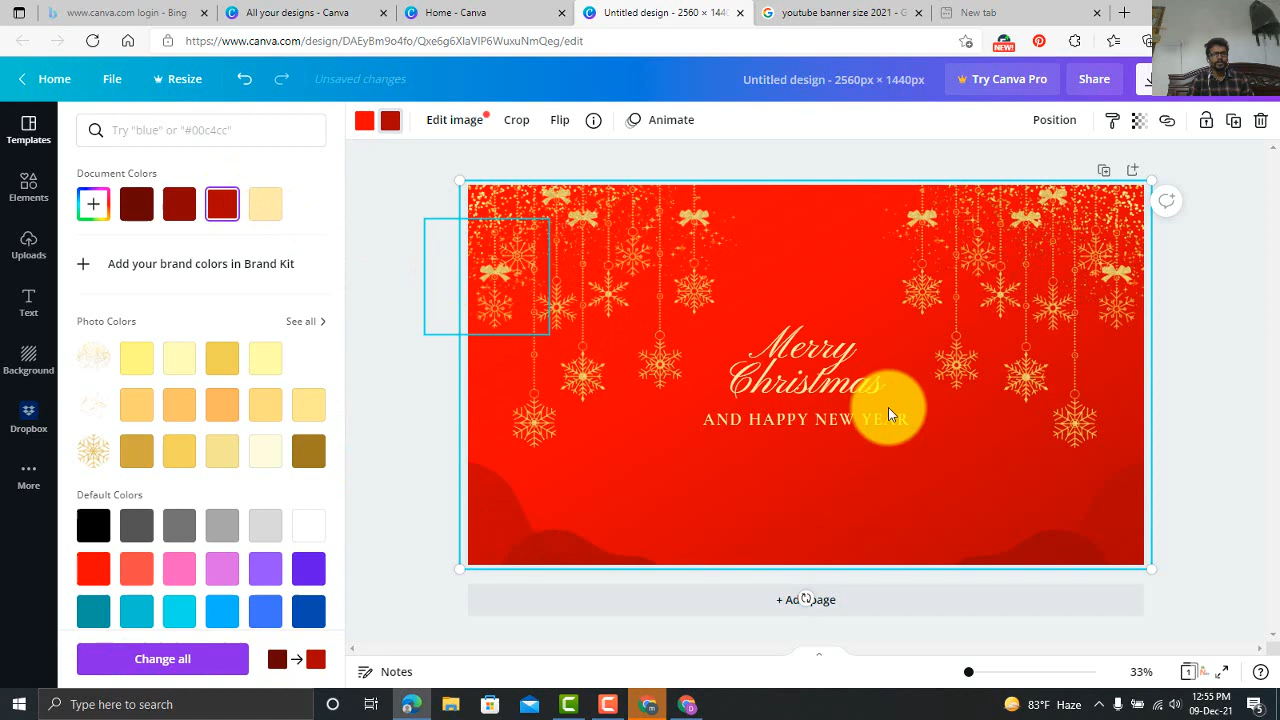 www.canva.com login - Bing
All your designs - Canva
Home - Canva
Untitled design - 2560 × 1440
youtube banner size 2021 - G
New tab
https://www.canva.com/design/DAEyBm9o4fo/Qxe6g6XIaVlP6WuxuNmQeg/edit
NEW!
Home
File
Resize
Unsaved changes
Untitled design - 2560px × 1440px
Try Canva Pro
Share
Templates
Elements
Uploads
Text
Background
Dropbox
More
Try "blue" or "#00c4cc"
Edit image
Crop
Flip
Animate
Position
Document Colors
Add your brand colors in Brand Kit
Photo Colors
See all
Default Colors
Change all
Merry
Christmas
AND HAPPY NEW YEAR
+ Add page
Notes
33%
1
Type here to search
83°F Haze
12:55 PM
09-Dec-21